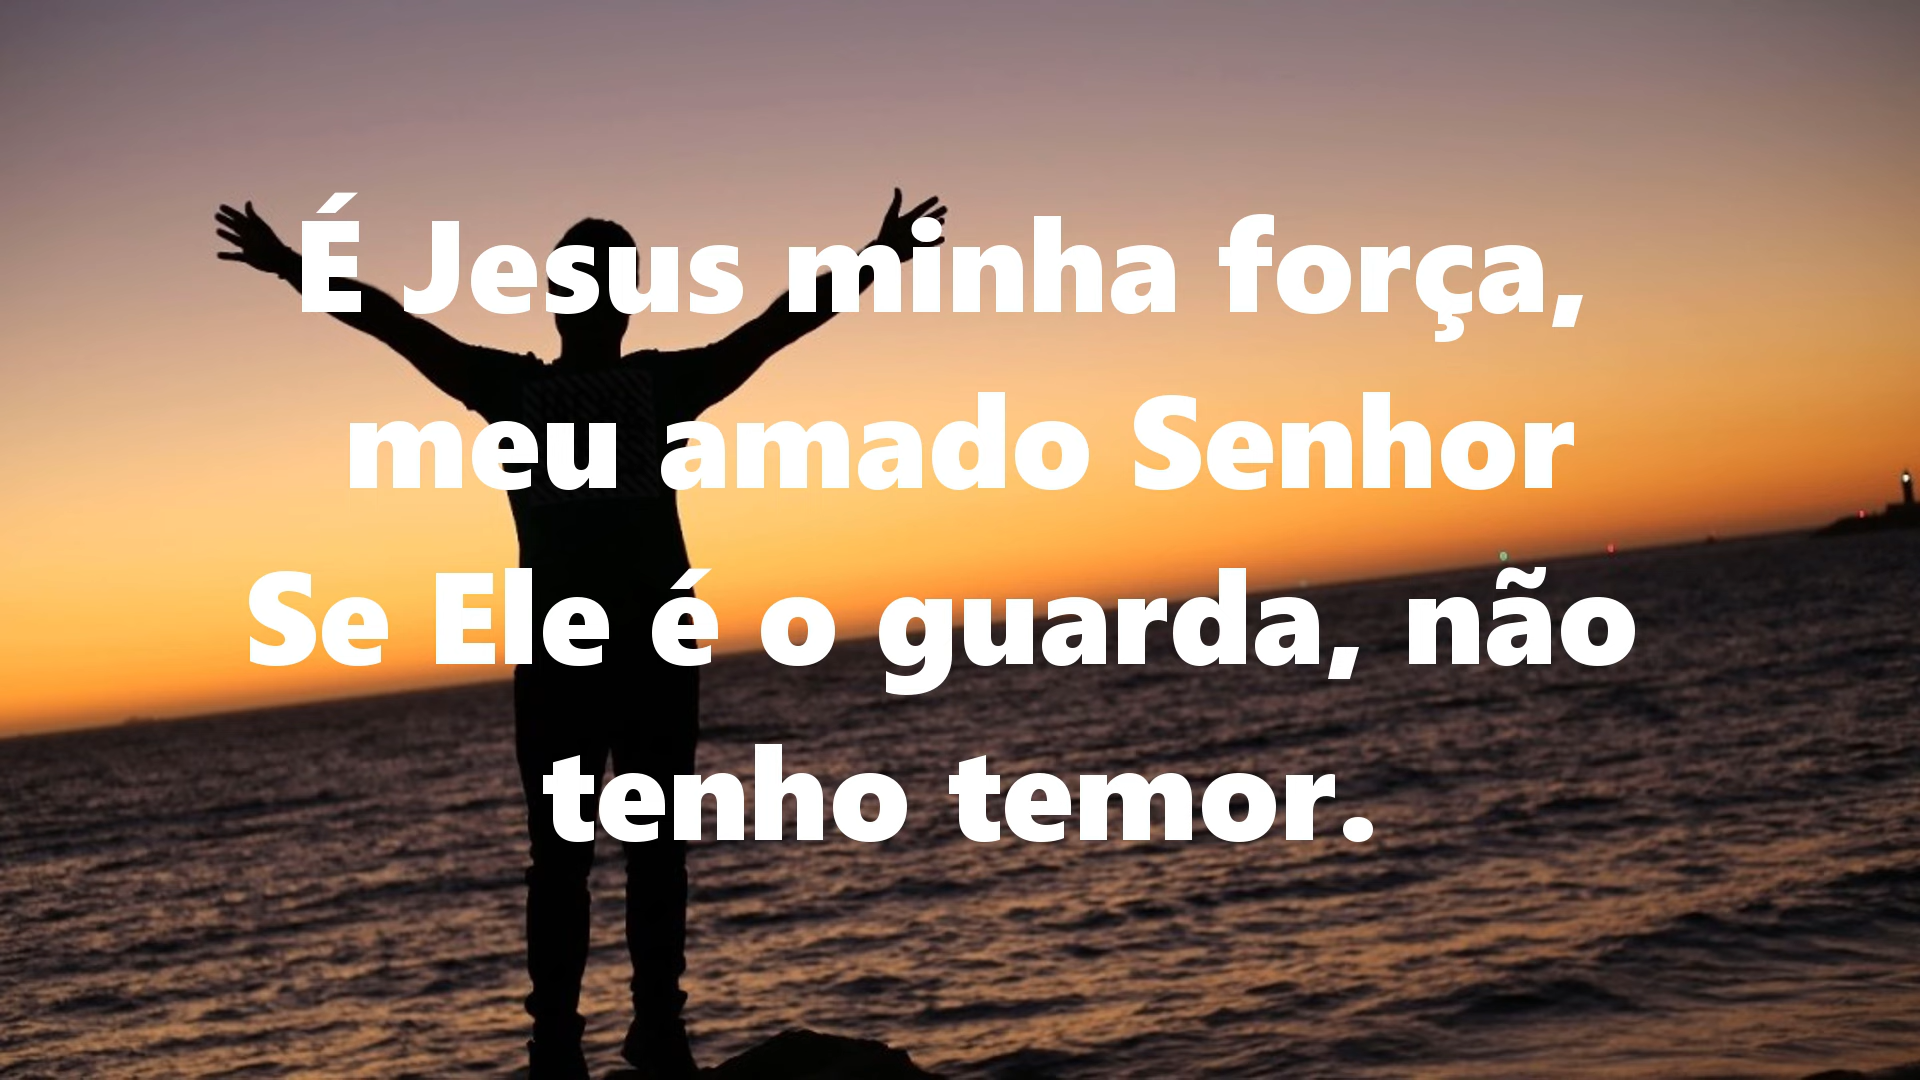 É Jesus minha força,
meu amado Senhor
Se Ele é o guarda, não
tenho temor.